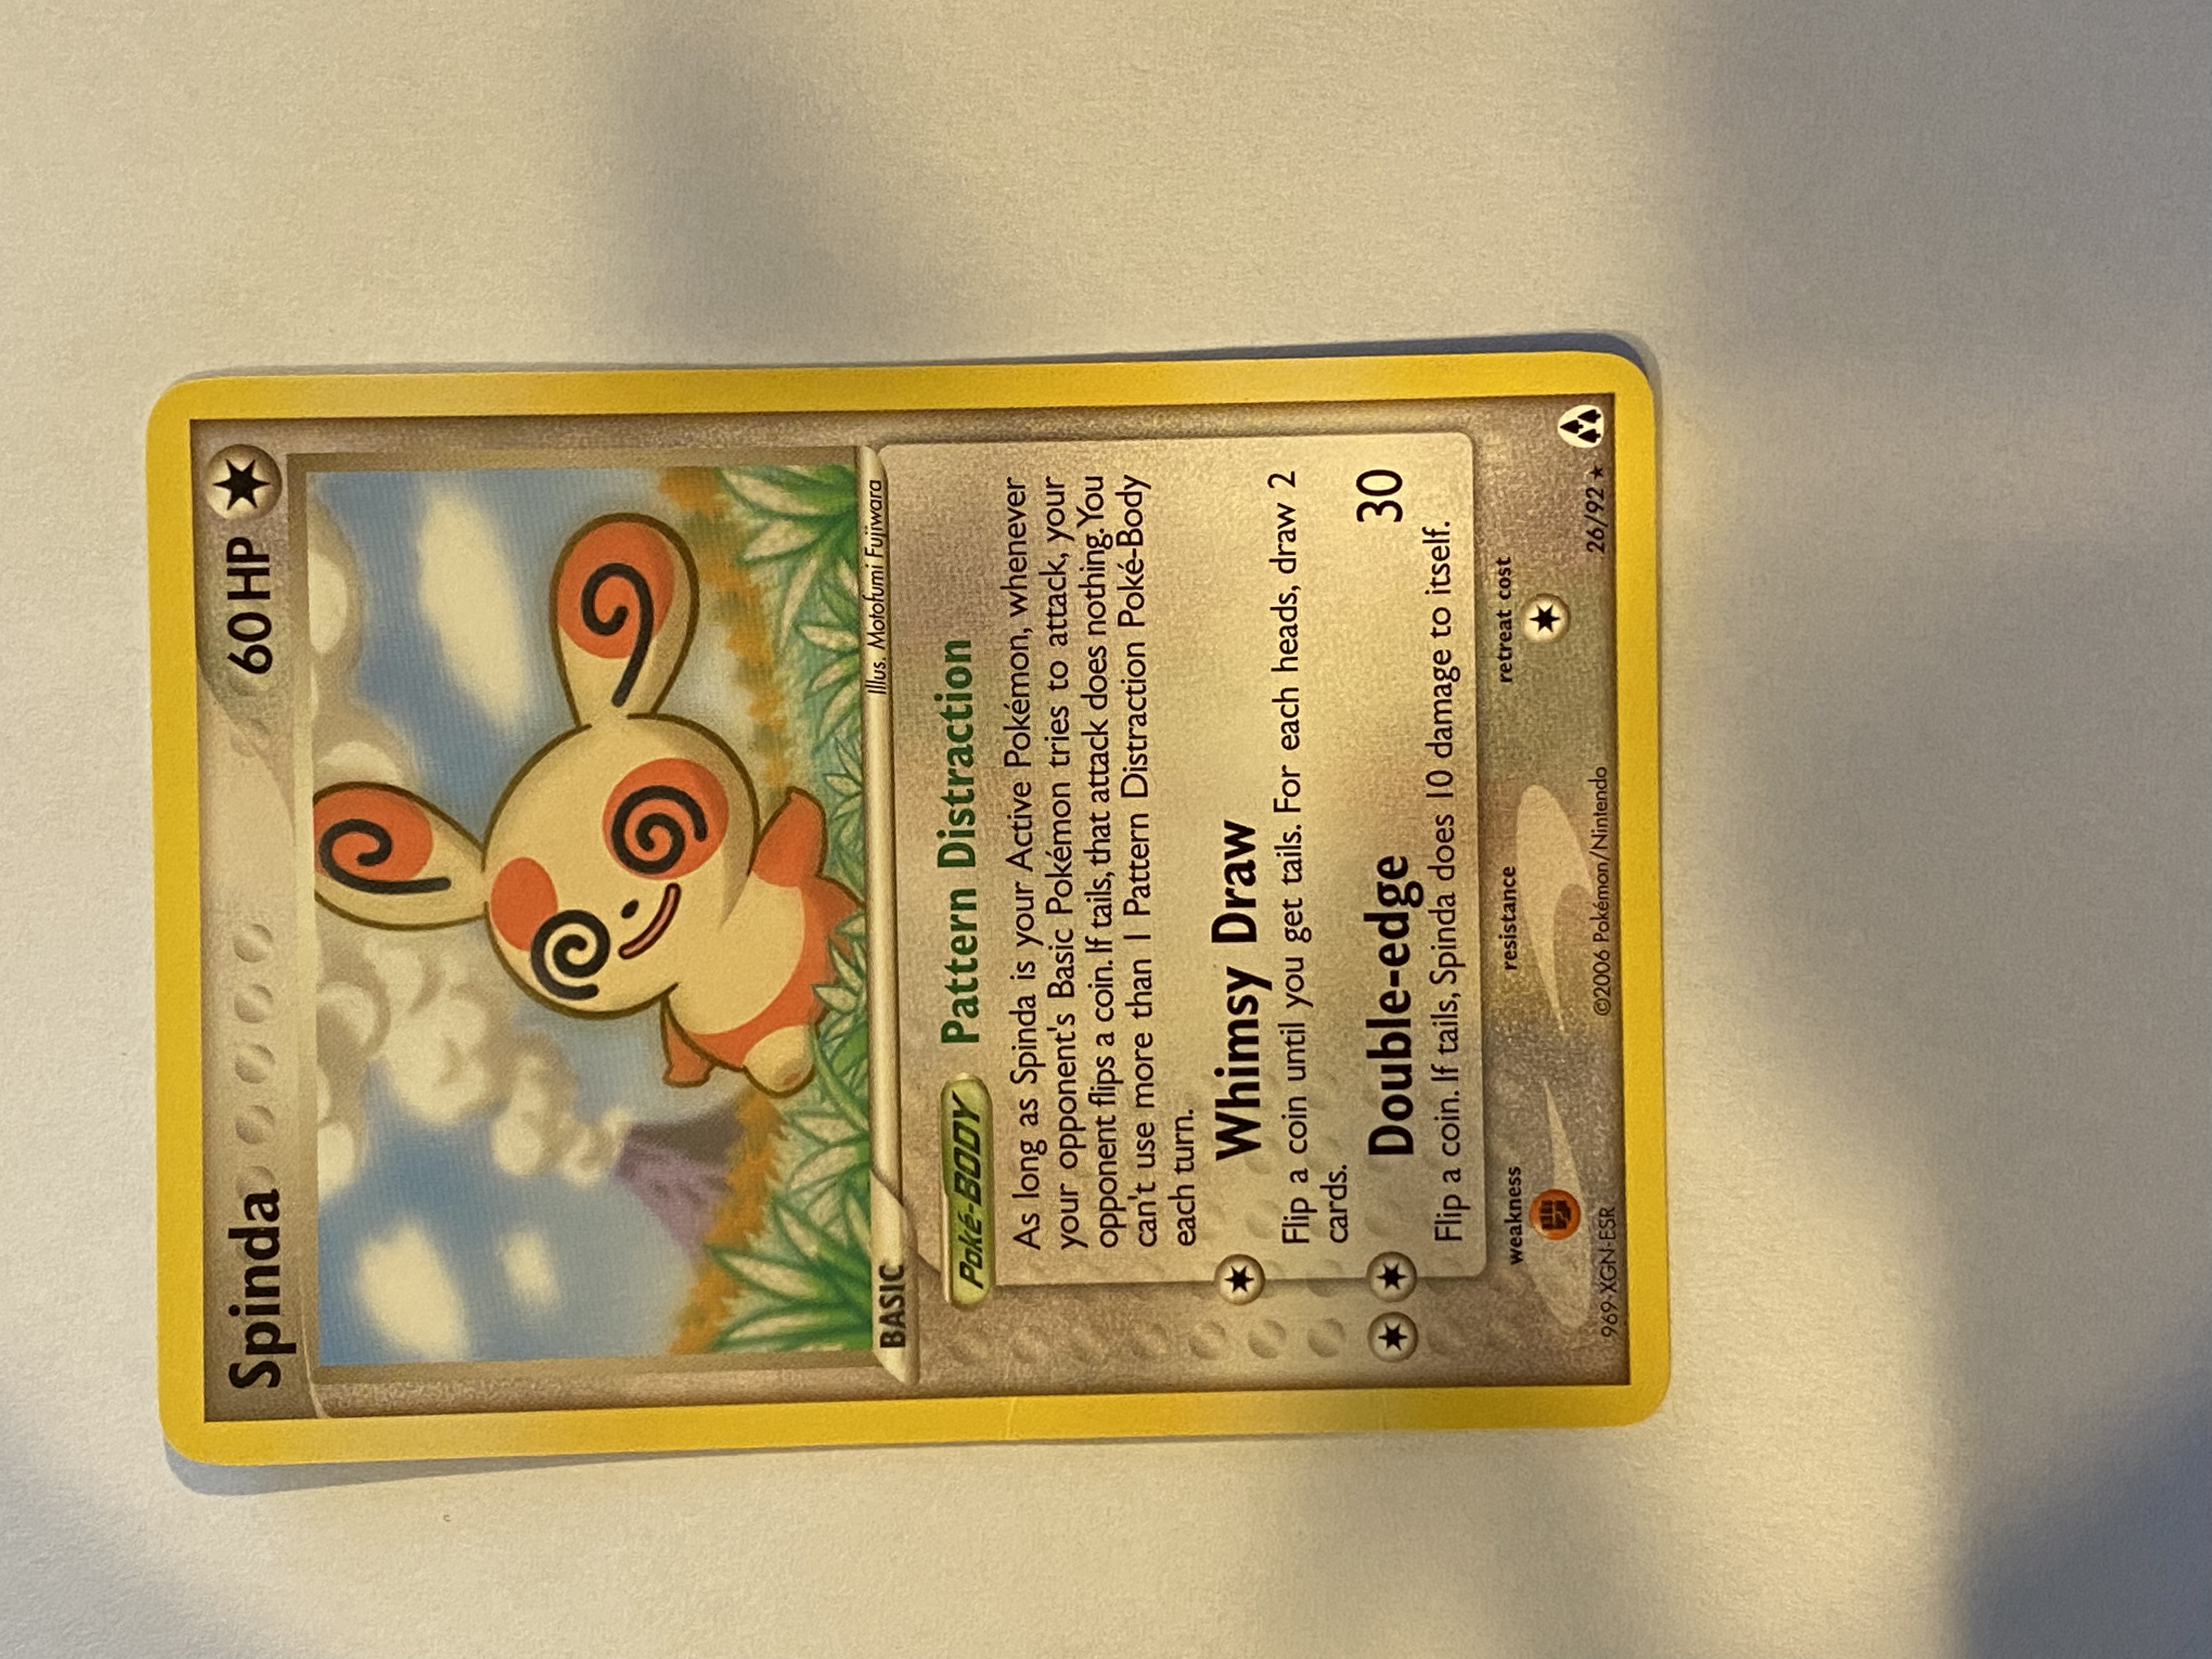 Spinda 60 HP
BASIC
Illus. Motofumi Fujiwara
Poké-BODY Pattern Distraction
As long as Spinda is your Active Pokémon, whenever
your opponent's Basic Pokémon tries to attack, your
opponent flips a coin. If tails, that attack does nothing. You
can't use more than 1 Pattern Distraction Poké-Body
each turn.
Whimsy Draw
Flip a coin until you get tails. For each heads, draw 2
cards.
Double-edge 30
Flip a coin. If tails, Spinda does 10 damage to itself.
weakness resistance retreat cost
969-XGN-ESR ©2006 Pokémon/Nintendo 26/92 ★